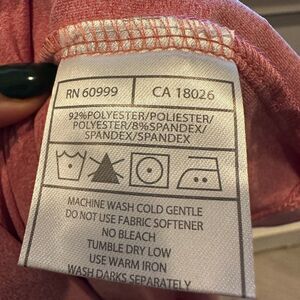 RN 60999 CA 18026
92%POLYESTER/POLIESTER/
POLYESTER/8%SPANDEX/
SPANDEX/SPANDEX
MACHINE WASH COLD GENTLE
DO NOT USE FABRIC SOFTENER
NO BLEACH
TUMBLE DRY LOW
USE WARM IRON
WASH DARKS SEPARATELY